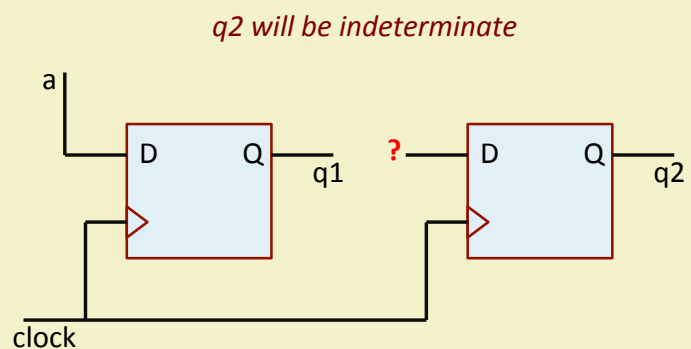 q2 will be indeterminate
a
D Q
q1
? D Q
q2
clock